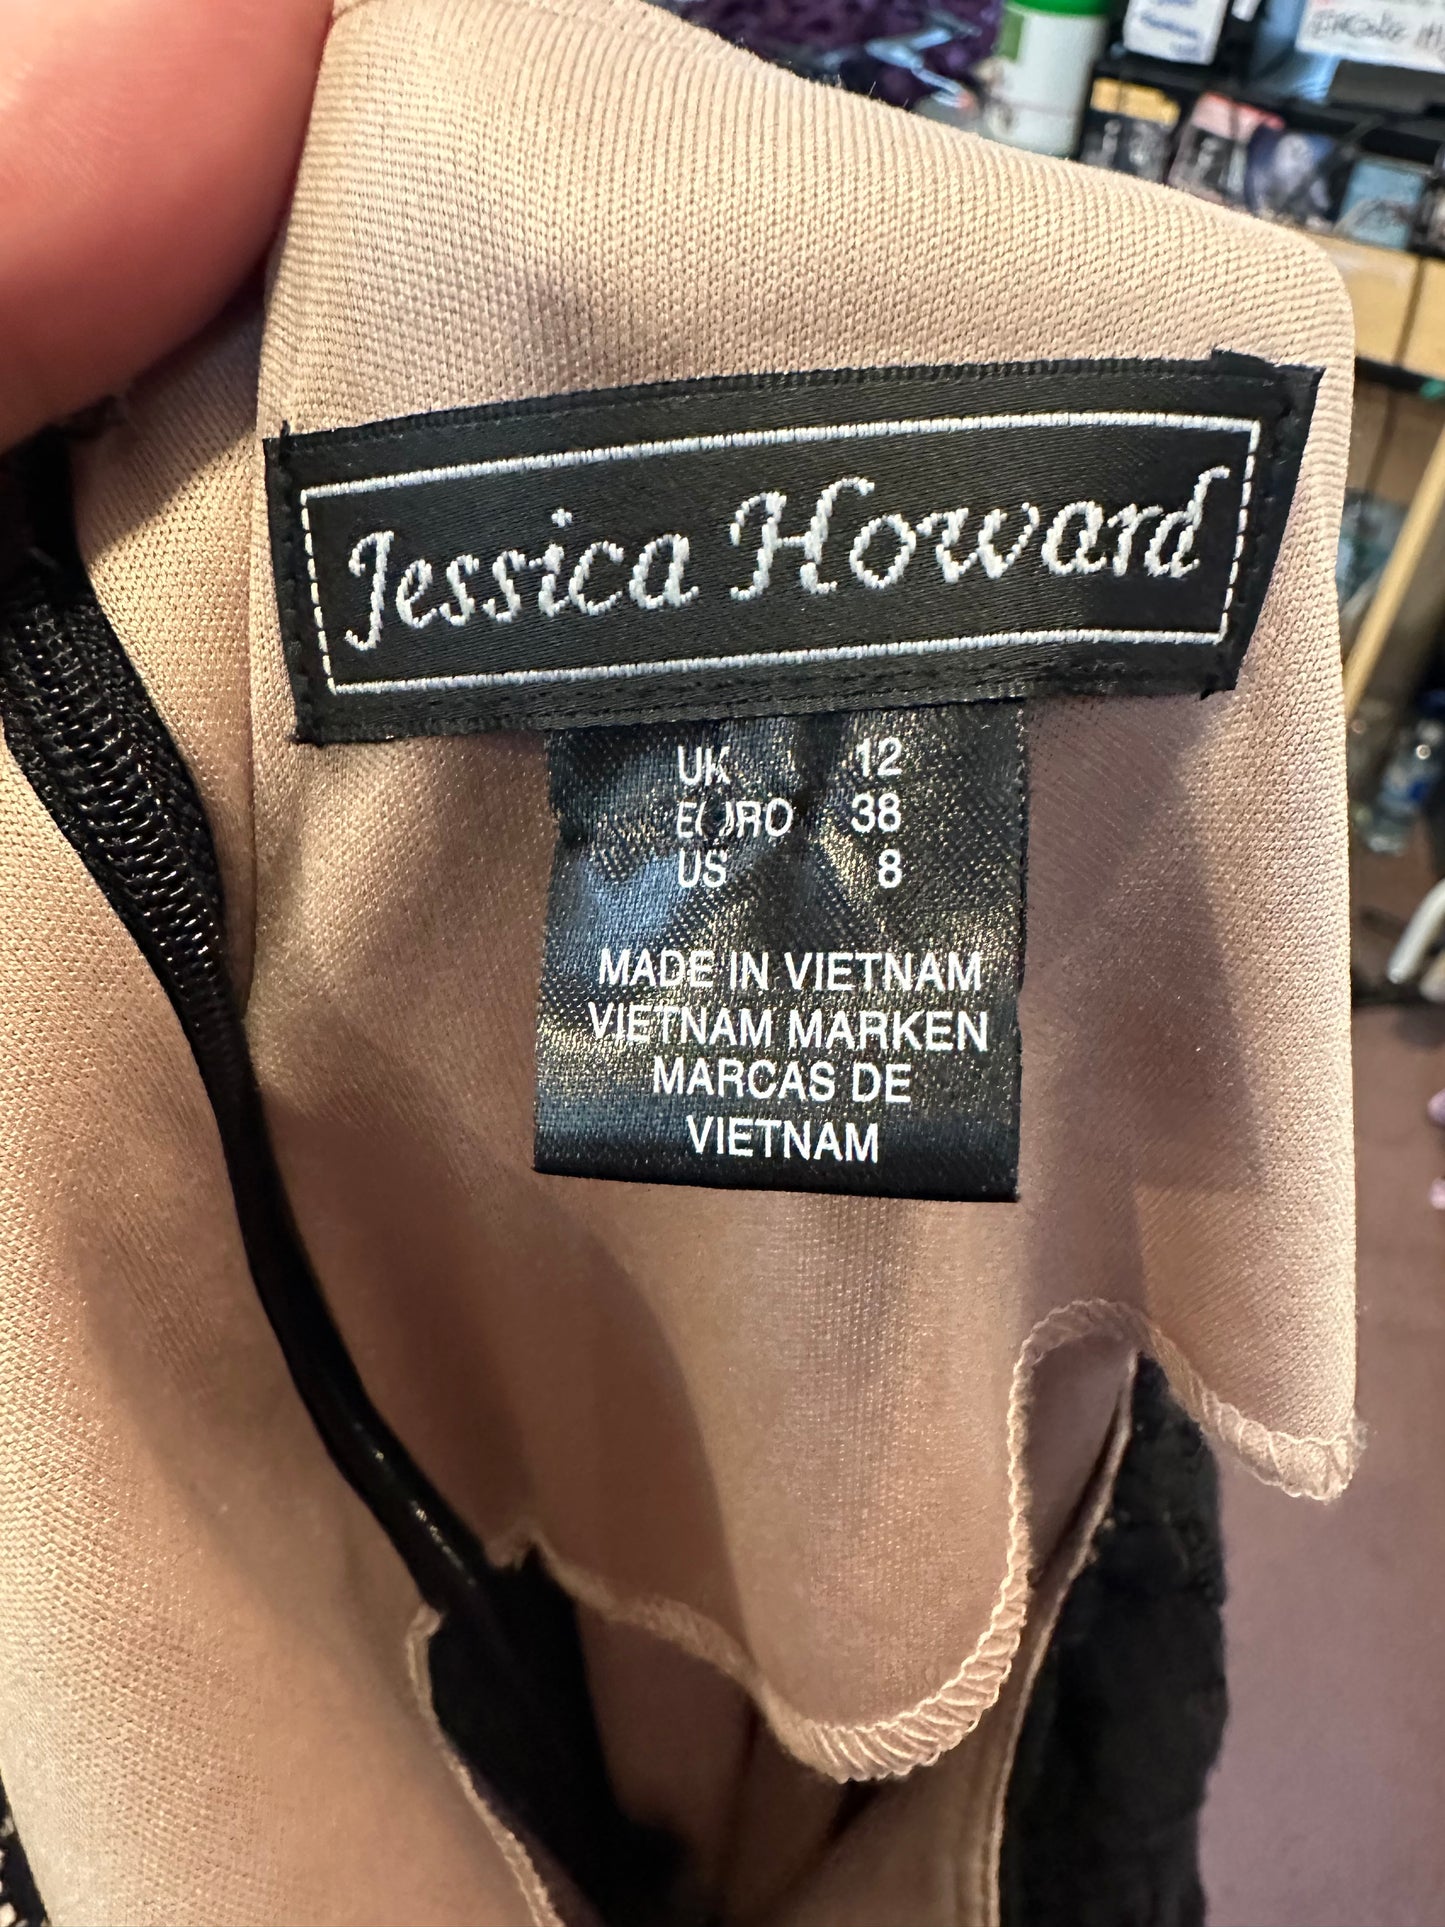 Jessica Howard
UK 12
EURO 38
US 8
MADE IN VIETNAM
VIETNAM MARKEN
MARCAS DE
VIETNAM